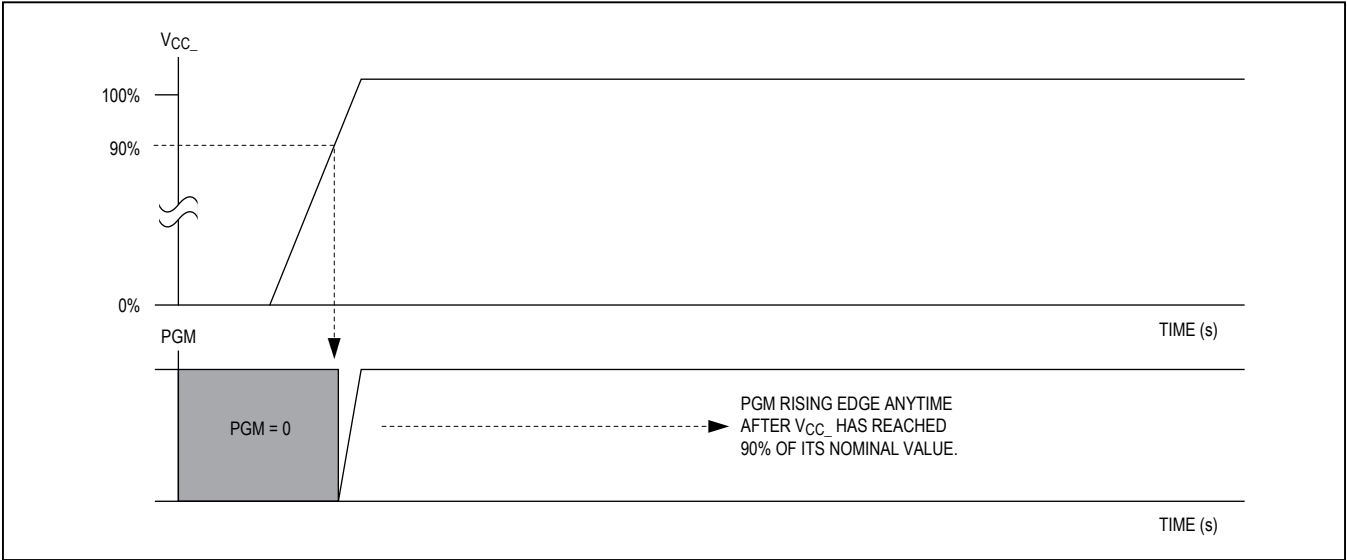 VCC_
100%
90%
0%
TIME (s)
PGM
PGM = 0
PGM RISING EDGE ANYTIME
AFTER VCC_ HAS REACHED
90% OF ITS NOMINAL VALUE.
TIME (s)